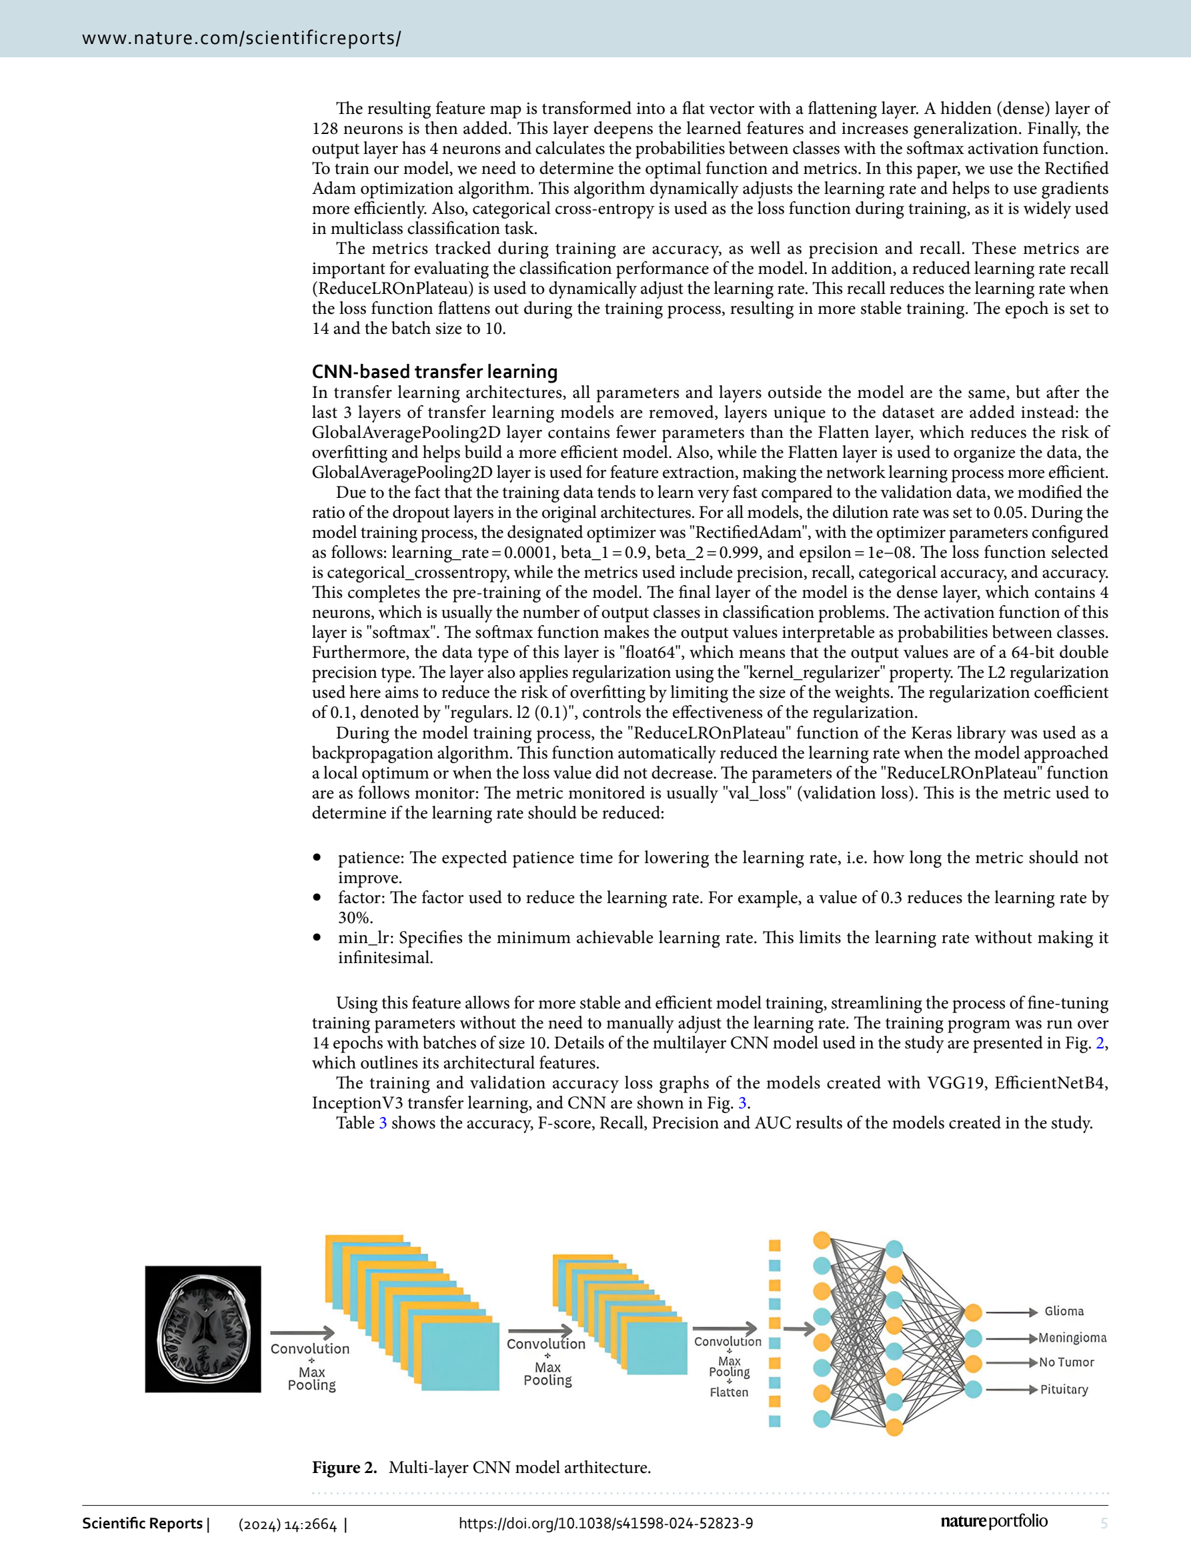 www.nature.com/scientificreports/
The resulting feature map is transformed into a flat vector with a flattening layer. A hidden (dense) layer of
128 neurons is then added. This layer deepens the learned features and increases generalization. Finally, the
output layer has 4 neurons and calculates the probabilities between classes with the softmax activation function.
To train our model, we need to determine the optimal function and metrics. In this paper, we use the Rectified
Adam optimization algorithm. This algorithm dynamically adjusts the learning rate and helps to use gradients
more efficiently. Also, categorical cross-entropy is used as the loss function during training, as it is widely used
in multiclass classification task.
The metrics tracked during training are accuracy, as well as precision and recall. These metrics are
important for evaluating the classification performance of the model. In addition, a reduced learning rate recall
(ReduceLROnPlateau) is used to dynamically adjust the learning rate. This recall reduces the learning rate when
the loss function flattens out during the training process, resulting in more stable training. The epoch is set to
14 and the batch size to 10.
CNN-based transfer learning
In transfer learning architectures, all parameters and layers outside the model are the same, but after the
last 3 layers of transfer learning models are removed, layers unique to the dataset are added instead: the
GlobalAveragePooling2D layer contains fewer parameters than the Flatten layer, which reduces the risk of
overfitting and helps build a more efficient model. Also, while the Flatten layer is used to organize the data, the
GlobalAveragePooling2D layer is used for feature extraction, making the network learning process more efficient.
Due to the fact that the training data tends to learn very fast compared to the validation data, we modified the
ratio of the dropout layers in the original architectures. For all models, the dilution rate was set to 0.05. During the
model training process, the designated optimizer was "RectifiedAdam", with the optimizer parameters configured
as follows: learning_rate = 0.0001, beta_1 = 0.9, beta_2 = 0.999, and epsilon = 1e−08. The loss function selected
is categorical_crossentropy, while the metrics used include precision, recall, categorical accuracy, and accuracy.
This completes the pre-training of the model. The final layer of the model is the dense layer, which contains 4
neurons, which is usually the number of output classes in classification problems. The activation function of this
layer is "softmax". The softmax function makes the output values interpretable as probabilities between classes.
Furthermore, the data type of this layer is "float64", which means that the output values are of a 64-bit double
precision type. The layer also applies regularization using the "kernel_regularizer" property. The L2 regularization
used here aims to reduce the risk of overfitting by limiting the size of the weights. The regularization coefficient
of 0.1, denoted by "regulars. l2 (0.1)", controls the effectiveness of the regularization.
During the model training process, the "ReduceLROnPlateau" function of the Keras library was used as a
backpropagation algorithm. This function automatically reduced the learning rate when the model approached
a local optimum or when the loss value did not decrease. The parameters of the "ReduceLROnPlateau" function
are as follows monitor: The metric monitored is usually "val_loss" (validation loss). This is the metric used to
determine if the learning rate should be reduced:
• patience: The expected patience time for lowering the learning rate, i.e. how long the metric should not
improve.
• factor: The factor used to reduce the learning rate. For example, a value of 0.3 reduces the learning rate by
30%.
• min_lr: Specifies the minimum achievable learning rate. This limits the learning rate without making it
infinitesimal.
Using this feature allows for more stable and efficient model training, streamlining the process of fine-tuning
training parameters without the need to manually adjust the learning rate. The training program was run over
14 epochs with batches of size 10. Details of the multilayer CNN model used in the study are presented in Fig. 2,
which outlines its architectural features.
The training and validation accuracy loss graphs of the models created with VGG19, EfficientNetB4,
InceptionV3 transfer learning, and CNN are shown in Fig. 3.
Table 3 shows the accuracy, F-score, Recall, Precision and AUC results of the models created in the study.
Convolution
+
Max
Pooling
Convolution
+
Max
Pooling
Convolution
+
Max
Pooling
+
Flatten
Glioma
Meningioma
No Tumor
Pituitary
Figure 2. Multi-layer CNN model arthitecture.
Scientific Reports | (2024) 14:2664 | https://doi.org/10.1038/s41598-024-52823-9 nature portfolio 5